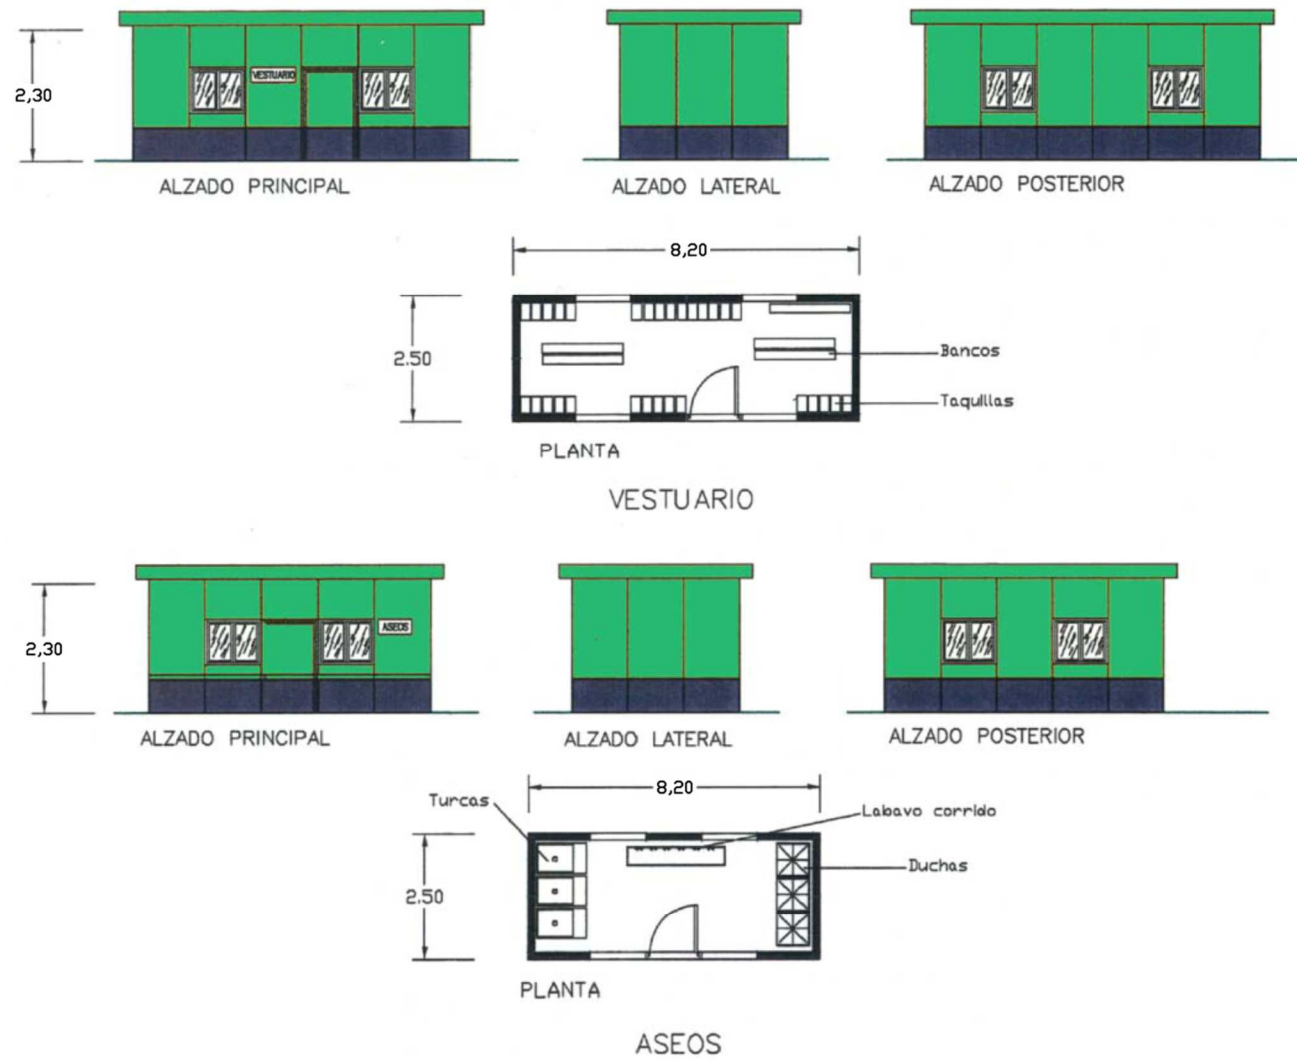 2,30
VESTUARIO
ALZADO PRINCIPAL
ALZADO LATERAL
ALZADO POSTERIOR
8,20
2.50
Bancos
Taquillas
PLANTA
VESTUARIO
2,30
ASEOS
ALZADO PRINCIPAL
ALZADO LATERAL
ALZADO POSTERIOR
8,20
Turcas
Labavo corrido
Duchas
2.50
PLANTA
ASEOS